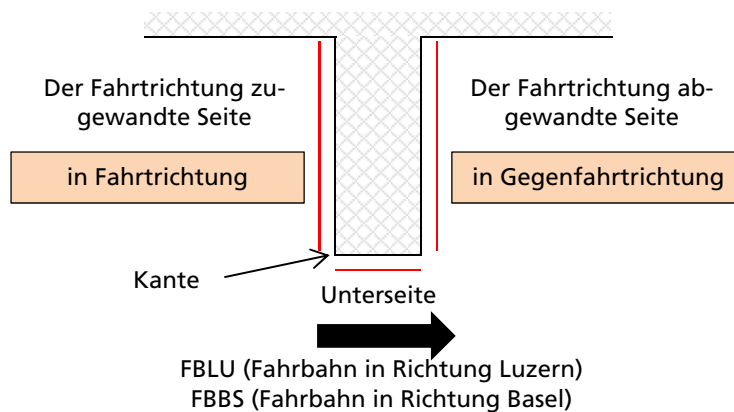 Der Fahrtrichtung zu-
gewandte Seite
in Fahrtrichtung
Der Fahrtrichtung ab-
gewandte Seite
in Gegenfahrtrichtung
Kante
Unterseite
FBLU (Fahrbahn in Richtung Luzern)
FBBS (Fahrbahn in Richtung Basel)